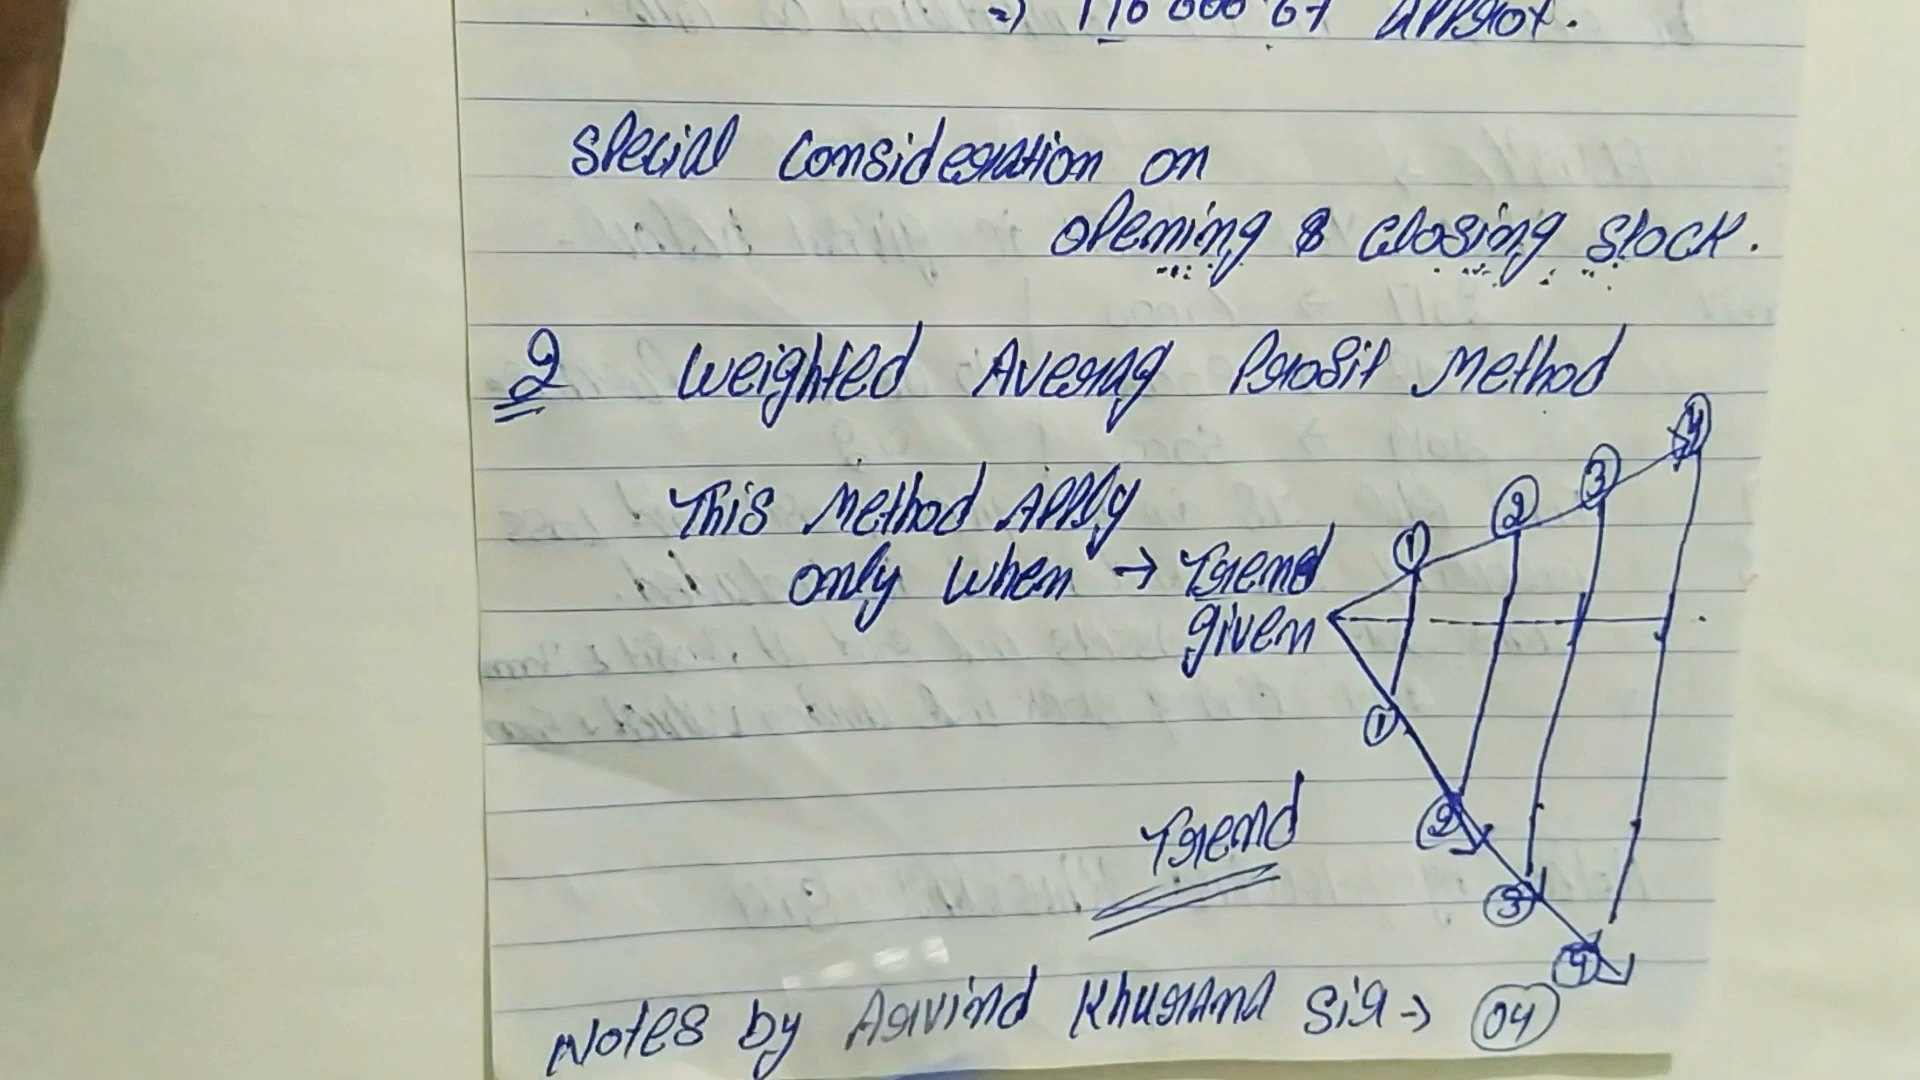 Approx.
Special Consideration on
opening & closing stock.
2 Weighted Average Profit Method
This Method Apply
only when → Trend
given
1 2 3 4
1
2
3
4
Trend
Notes by Arvind Khurana Sir → 04